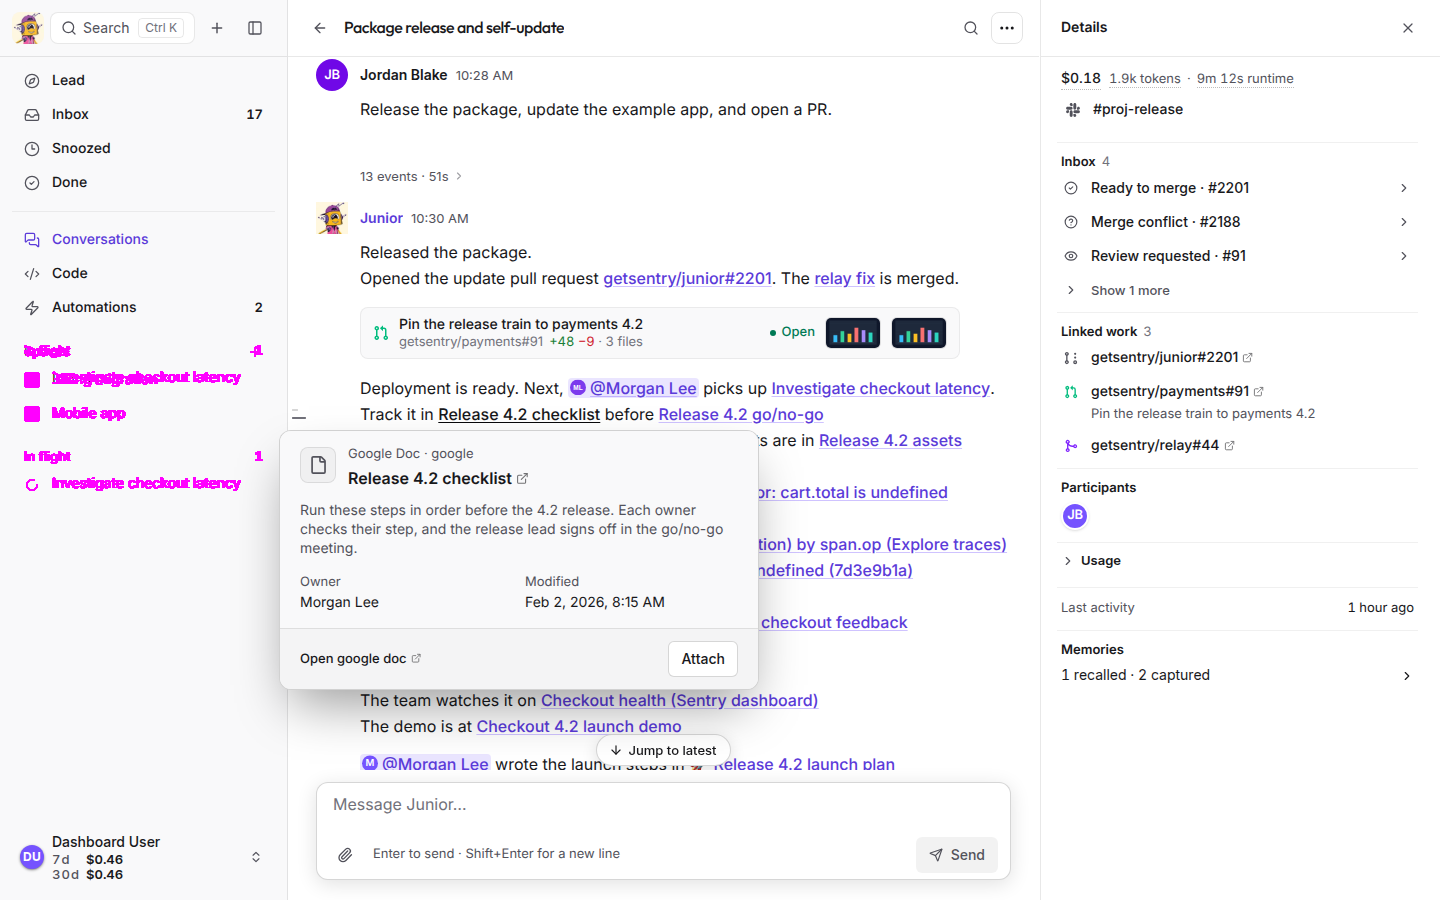 Search Ctrl K
Lead
Inbox 17
Snoozed
Done
Conversations
Code
Automations 2
1
checkout latency
Mobile app
In flight 1
Investigate checkout latency
DU Dashboard User
7d $0.46
30d $0.46
Package release and self-update
JB Jordan Blake 10:28 AM
Release the package, update the example app, and open a PR.
13 events · 51s
Junior 10:30 AM
Released the package.
Opened the update pull request getsentry/junior#2201. The relay fix is merged.
Pin the release train to payments 4.2
getsentry/payments#91 +48 −9 · 3 files
Open
Deployment is ready. Next, ML @Morgan Lee picks up Investigate checkout latency.
Track it in Release 4.2 checklist before Release 4.2 go/no-go
s are in Release 4.2 assets
or: cart.total is undefined
tion) by span.op (Explore traces)
ndefined (7d3e9b1a)
checkout feedback
Google Doc · google
Release 4.2 checklist
Run these steps in order before the 4.2 release. Each owner
checks their step, and the release lead signs off in the go/no-go
meeting.
Owner Modified
Morgan Lee Feb 2, 2026, 8:15 AM
Open google doc Attach
The team watches it on Checkout health (Sentry dashboard)
The demo is at Checkout 4.2 launch demo
Jump to latest
M @Morgan Lee wrote the launch steps in Release 4.2 launch plan
Message Junior...
Enter to send · Shift+Enter for a new line Send
Details
$0.18 1.9k tokens · 9m 12s runtime
#proj-release
Inbox 4
Ready to merge · #2201
Merge conflict · #2188
Review requested · #91
Show 1 more
Linked work 3
getsentry/junior#2201
getsentry/payments#91
Pin the release train to payments 4.2
getsentry/relay#44
Participants
JB
Usage
Last activity 1 hour ago
Memories
1 recalled · 2 captured